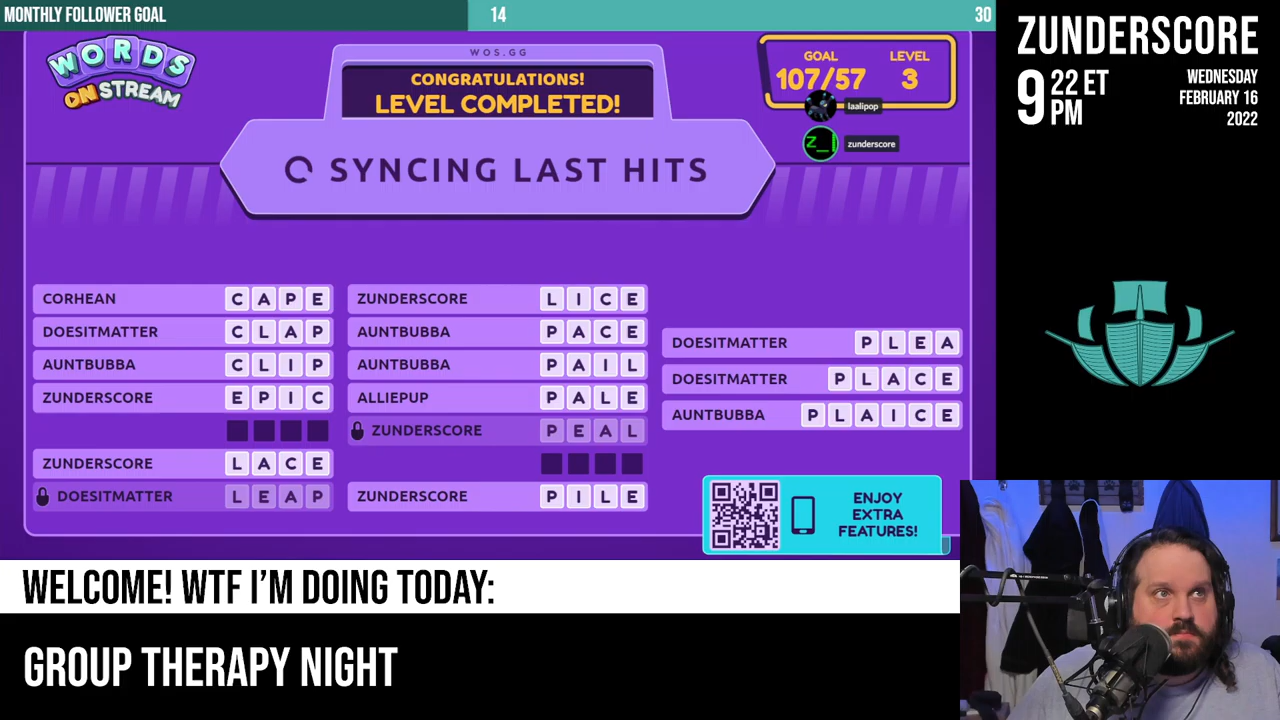 MONTHLY FOLLOWER GOAL
14
30
WORDS
ON STREAM
WOS.GG
CONGRATULATIONS!
LEVEL COMPLETED!
GOAL
107/57
LEVEL
3
laalipop
Z_
zunderscore
SYNCING LAST HITS
CORHEAN CAPE
DOESITMATTER CLAP
AUNTBUBBA CLIP
ZUNDERSCORE EPIC
ZUNDERSCORE LACE
DOESITMATTER LEAP
ZUNDERSCORE LICE
AUNTBUBBA PACE
AUNTBUBBA PAIL
ALLIEPUP PALE
ZUNDERSCORE PEAL
ZUNDERSCORE PILE
DOESITMATTER PLEA
DOESITMATTER PLACE
AUNTBUBBA PLAICE
ENJOY
EXTRA
FEATURES!
ZUNDERSCORE
9 22 ET
PM
WEDNESDAY
FEBRUARY 16
2022
WELCOME! WTF I'M DOING TODAY:
GROUP THERAPY NIGHT